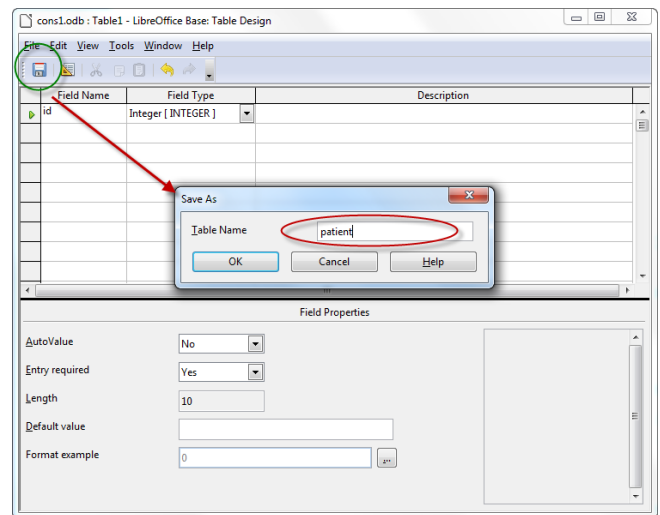 cons1.odb : Table1 - LibreOffice Base: Table Design
File Edit View Tools Window Help
Field Name Field Type Description
id Integer [ INTEGER ]
Save As
Table Name patient
OK Cancel Help
Field Properties
AutoValue No
Entry required Yes
Length 10
Default value
Format example 0 ...